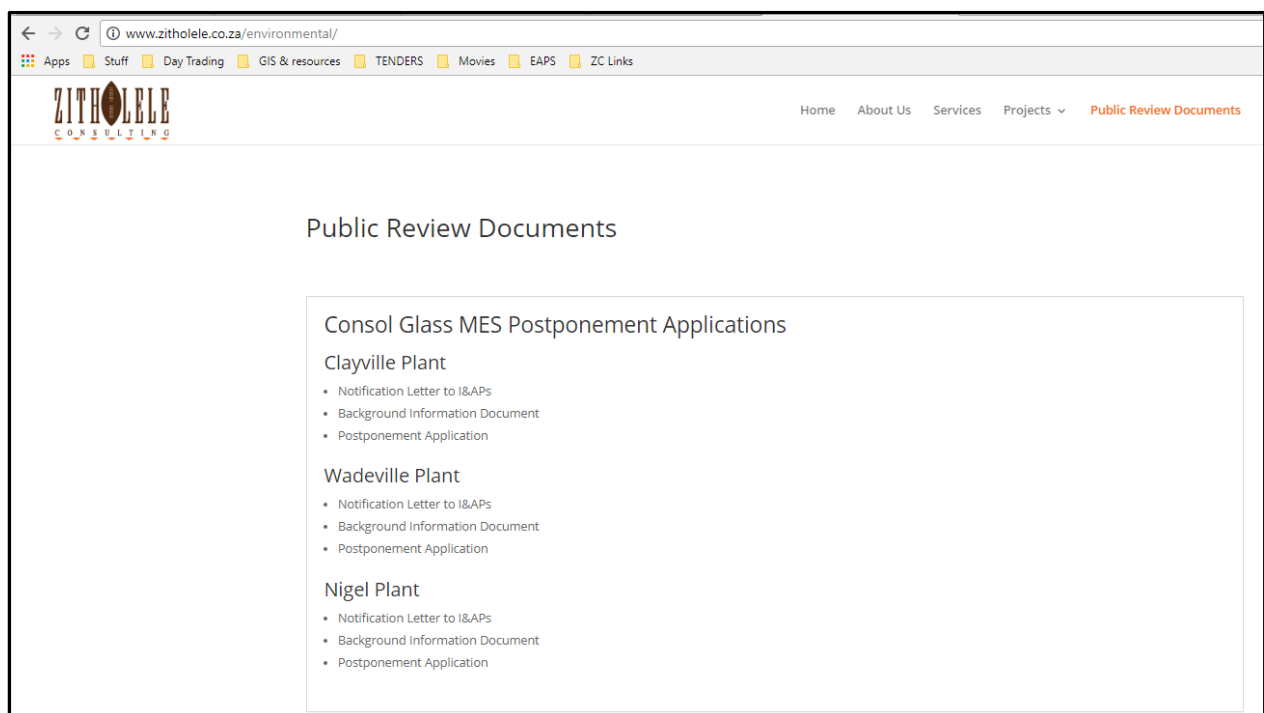 www.zitholele.co.za/environmental/
Apps Stuff Day Trading GIS & resources TENDERS Movies EAPS ZC Links
ZITHOLELE
CONSULTING
Home About Us Services Projects Public Review Documents
Public Review Documents
Consol Glass MES Postponement Applications
Clayville Plant
• Notification Letter to I&APs
• Background Information Document
• Postponement Application
Wadeville Plant
• Notification Letter to I&APs
• Background Information Document
• Postponement Application
Nigel Plant
• Notification Letter to I&APs
• Background Information Document
• Postponement Application